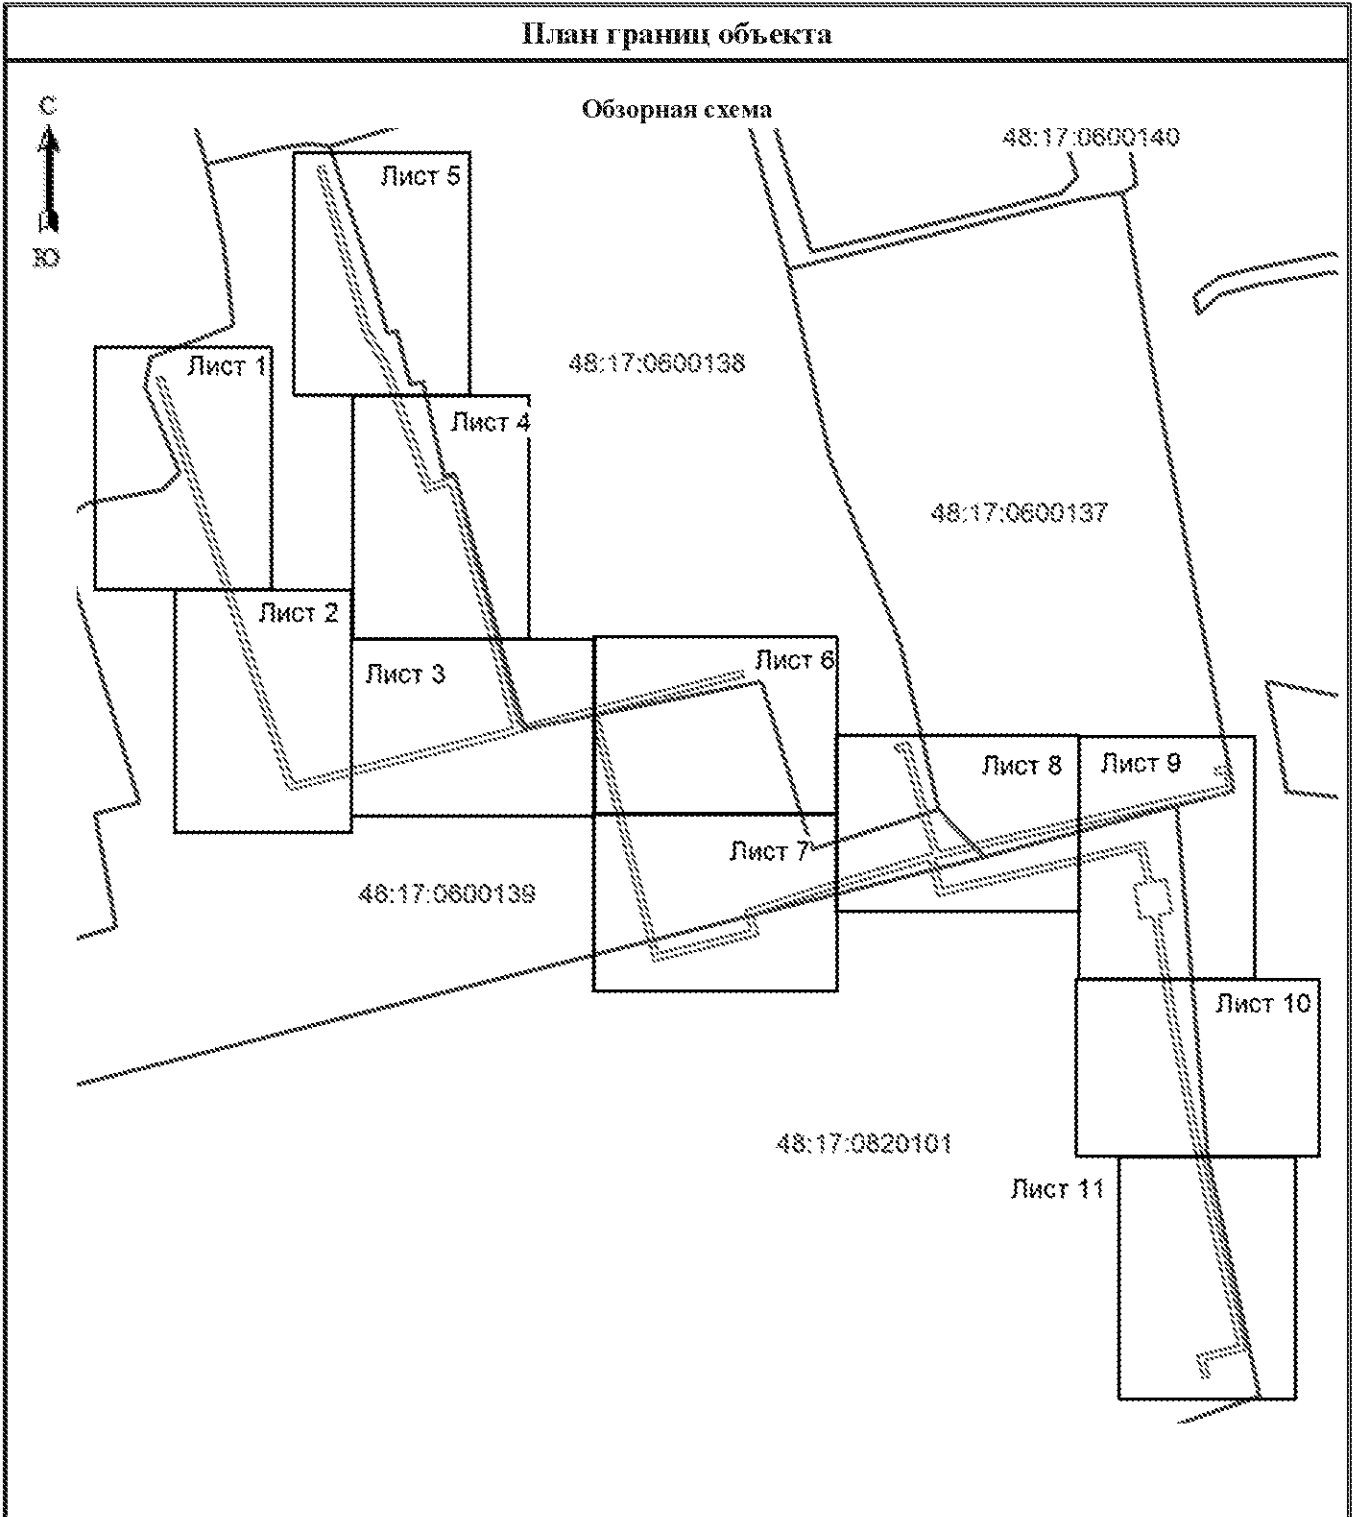 План границ объекта
Обзорная схема
С
Ю
48:17:0600140
Лист 5
Лист 1
48:17:0600138
Лист 4
48:17:0600137
Лист 2
Лист 3
Лист 6
Лист 8
Лист 9
Лист 7
48:17:0600139
Лист 10
48:17:0820101
Лист 11